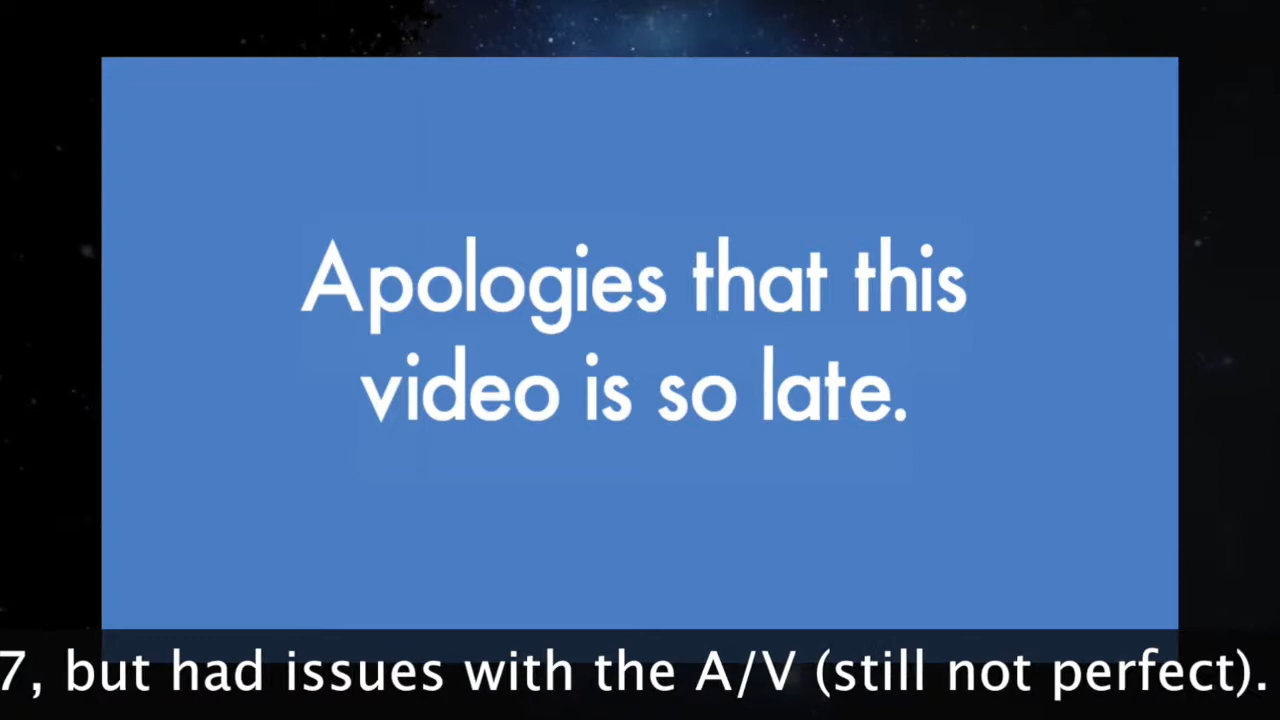 Apologies that this
video is so late.
7, but had issues with the A/V (still not perfect).